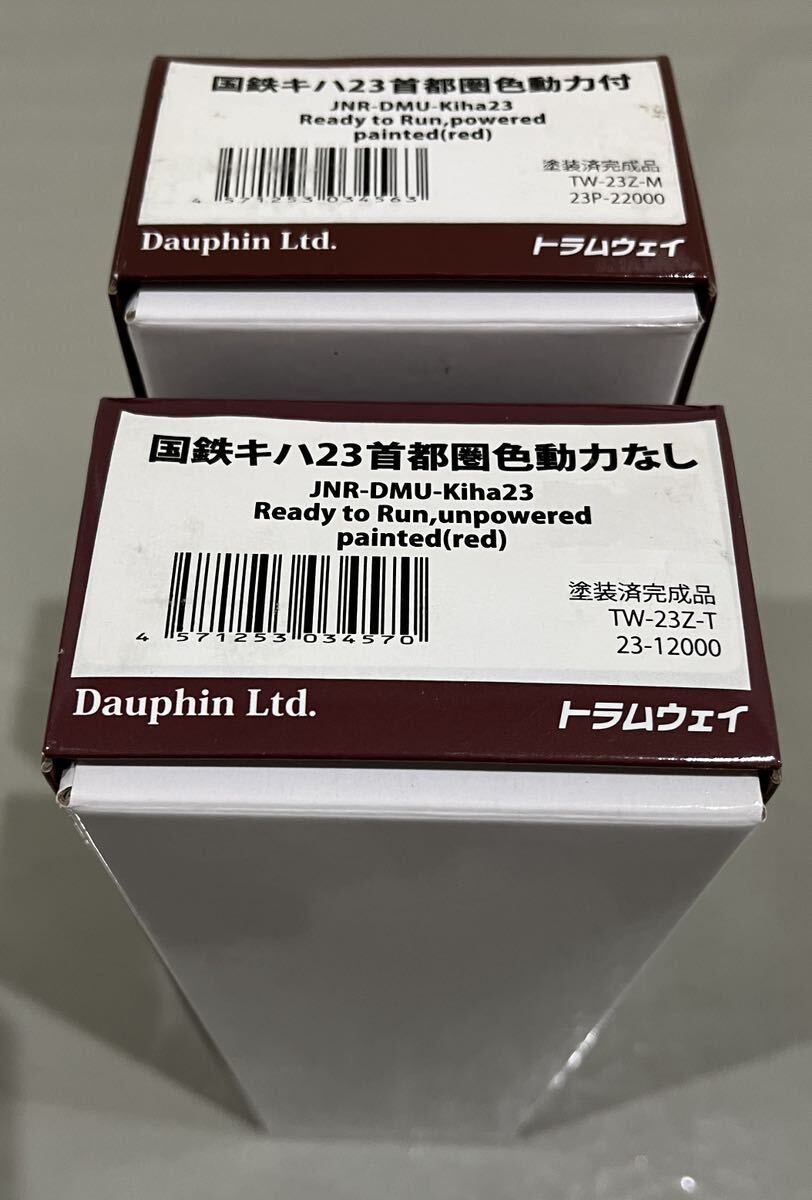 国鉄キハ23首都圏色動力付
JNR-DMU-Kiha23
Ready to Run,powered
painted(red)
4 571253 034563
塗装済完成品
TW-23Z-M
23P-22000
Dauphin Ltd.
トラムウェイ
国鉄キハ23首都圏色動力なし
JNR-DMU-Kiha23
Ready to Run,unpowered
painted(red)
4 571253 034570
塗装済完成品
TW-23Z-T
23-12000
Dauphin Ltd.
トラムウェイ